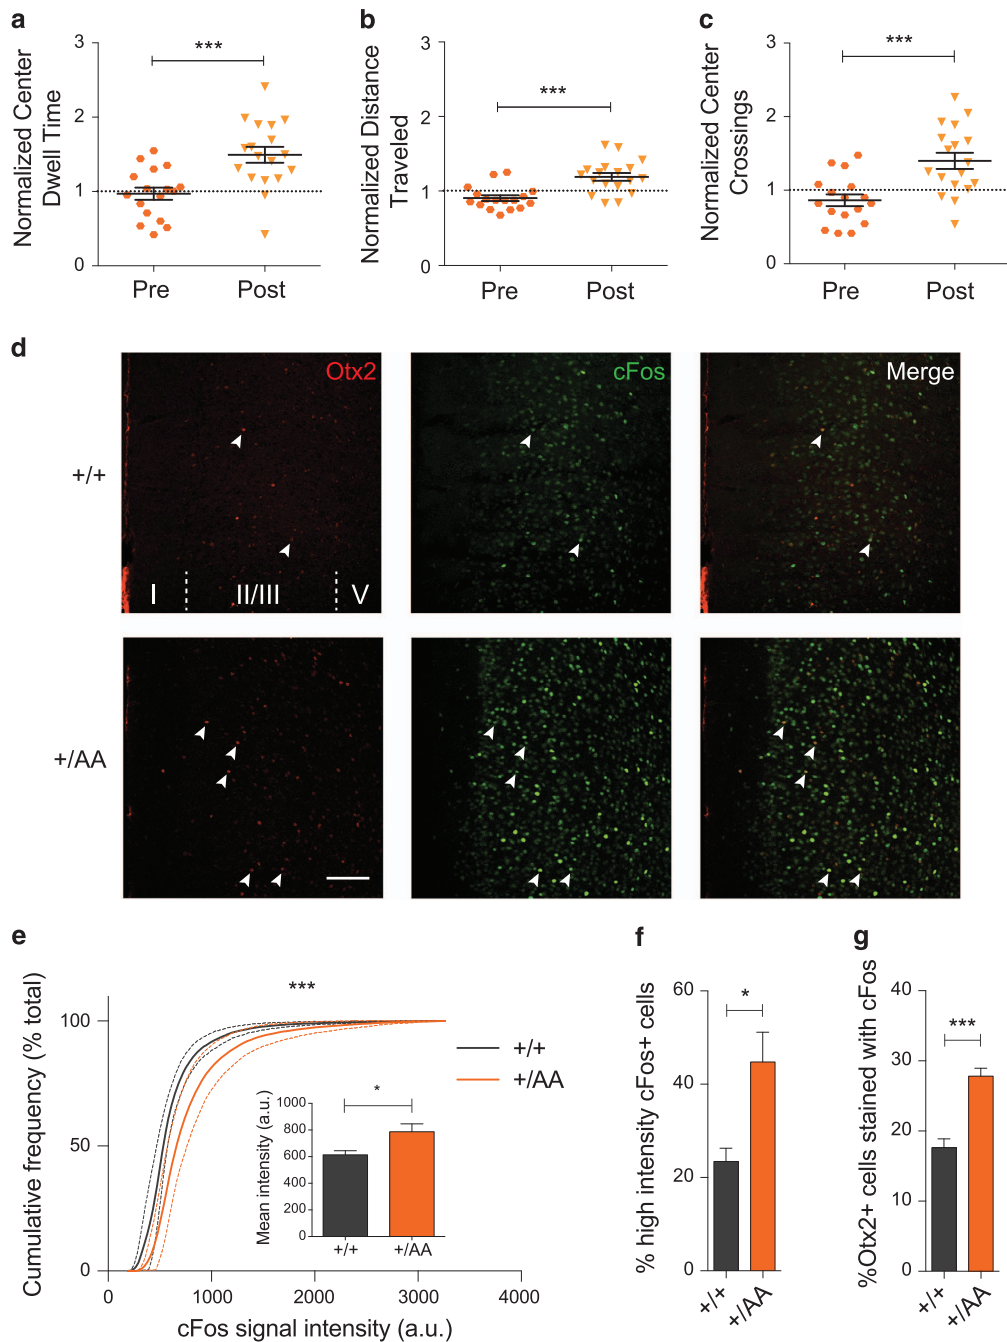 a
Normalized Center
Dwell Time
3
2
1
0
***
Pre
Post
b
Normalized Distance
Traveled
3
2
1
0
***
Pre
Post
c
Normalized Center
Crossings
3
2
1
0
***
Pre
Post
d
Otx2
cFos
Merge
+/+
I
II/III
V
+/AA
e
Cumulative frequency (% total)
100
50
0
***
+/+
+/AA
Mean intensity (a.u.)
1000
800
600
400
200
0
*
+/+
+/AA
0
1000
2000
3000
4000
cFos signal intensity (a.u.)
f
% high intensity cFos+ cells
60
40
20
0
*
+/+
+/AA
g
%Otx2+ cells stained with cFos
40
30
20
10
0
***
+/+
+/AA